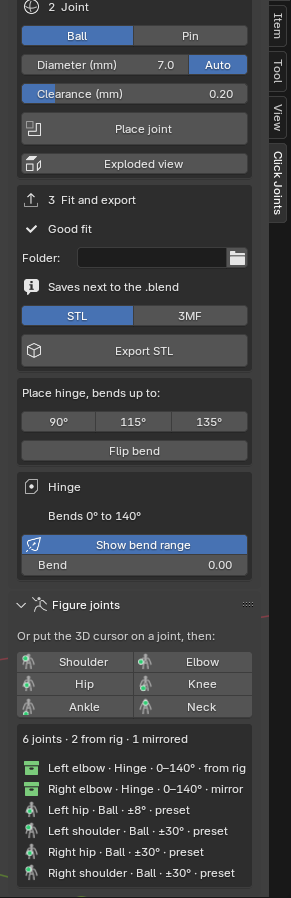 2 Joint
Ball
Pin
Diameter (mm) 7.0 Auto
Clearance (mm) 0.20
Place joint
Exploded view
3 Fit and export
Good fit
Folder:
Saves next to the .blend
STL
3MF
Export STL
Place hinge, bends up to:
90° 115° 135°
Flip bend
Hinge
Bends 0° to 140°
Show bend range
Bend 0.00
Figure joints
Or put the 3D cursor on a joint, then:
Shoulder Elbow
Hip Knee
Ankle Neck
6 joints · 2 from rig · 1 mirrored
Left elbow · Hinge · 0–140° · from rig
Right elbow · Hinge · 0–140° · mirror
Left hip · Ball · ±8° · preset
Left shoulder · Ball · ±30° · preset
Right hip · Ball · ±30° · preset
Right shoulder · Ball · ±30° · preset
Item
Tool
View
Click Joints